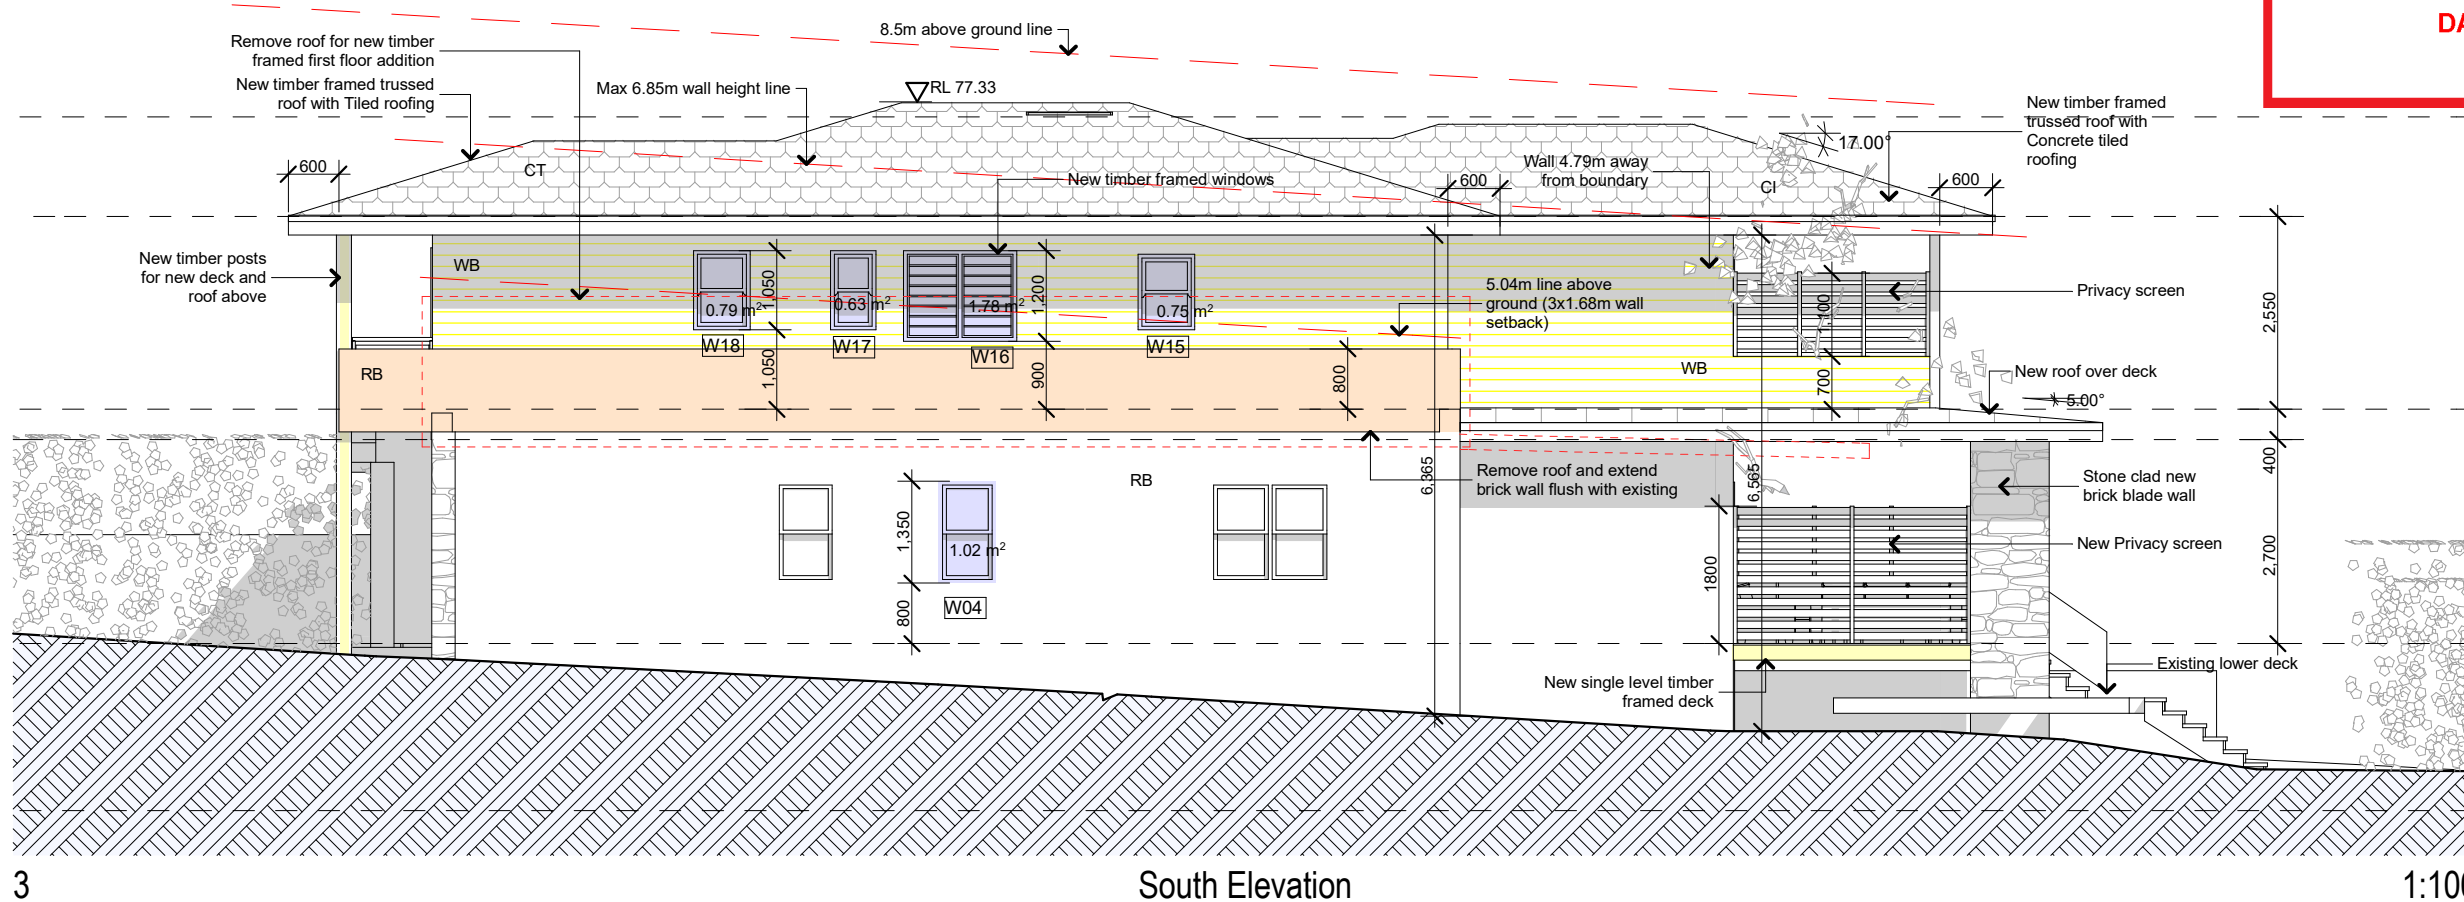 DA
8.5m above ground line
Remove roof for new timber
framed first floor addition
New timber framed trussed
roof with Tiled roofing
Max 6.85m wall height line
RL 77.33
New timber framed
trussed roof with
Concrete tiled
roofing
17.00°
600
CT
New timber framed windows
Wall 4.79m away
from boundary
600
CI
600
New timber posts
for new deck and
roof above
WB
1,050
1,200
0.79 m²
0.63 m²
1.78 m²
0.75 m²
5.04m line above
ground (3x1.68m wall
setback)
1,100
Privacy screen
2,550
W18
W17
W16
W15
RB
1,050
900
800
WB
700
New roof over deck
5.00°
RB
6,365
Remove roof and extend
brick wall flush with existing
6,565
Stone clad new
brick blade wall
400
1,350
1.02 m²
1800
New Privacy screen
2,700
800
W04
New single level timber
framed deck
Existing lower deck
3
South Elevation